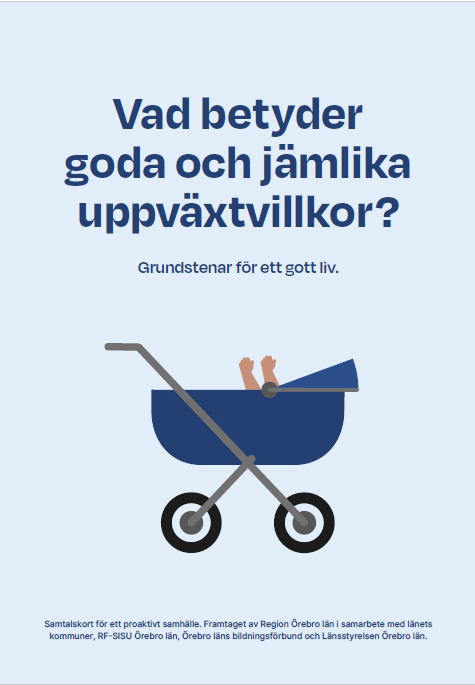 Vad betyder
goda och jämlika
uppväxtvillkor?
Grundstenar för ett gott liv.
Samtalskort för ett proaktivt samhälle. Framtaget av Region Örebro län i samarbete med länets
kommuner, RF-SISU Örebro län, Örebro läns bildningsförbund och Länsstyrelsen Örebro län.